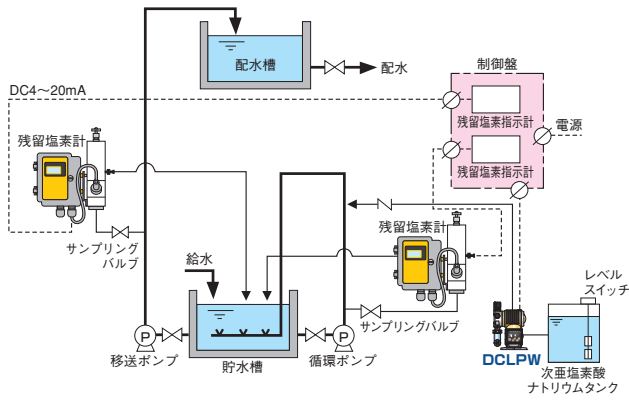 配水槽
配水
DC4〜20mA
制御盤
残留塩素指示計
電源
残留塩素指示計
残留塩素計
サンプリング
バルブ
給水
残留塩素計
サンプリングバルブ
レベル
スイッチ
P
移送ポンプ
貯水槽
P
循環ポンプ
DCLPW
次亜塩素酸
ナトリウムタンク